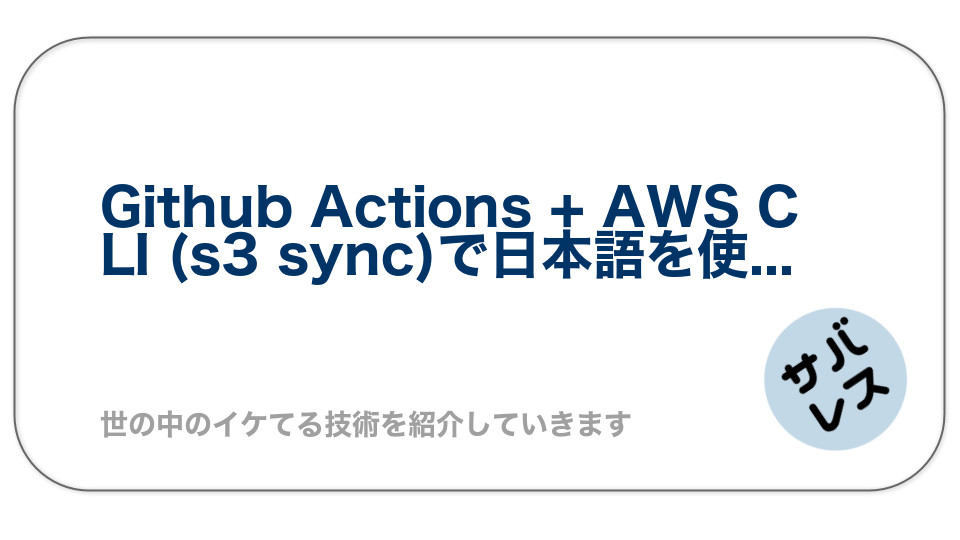 Github Actions + AWS C
LI (s3 sync)で日本語を使...
世の中のイケてる技術を紹介していきます
サバ
レス